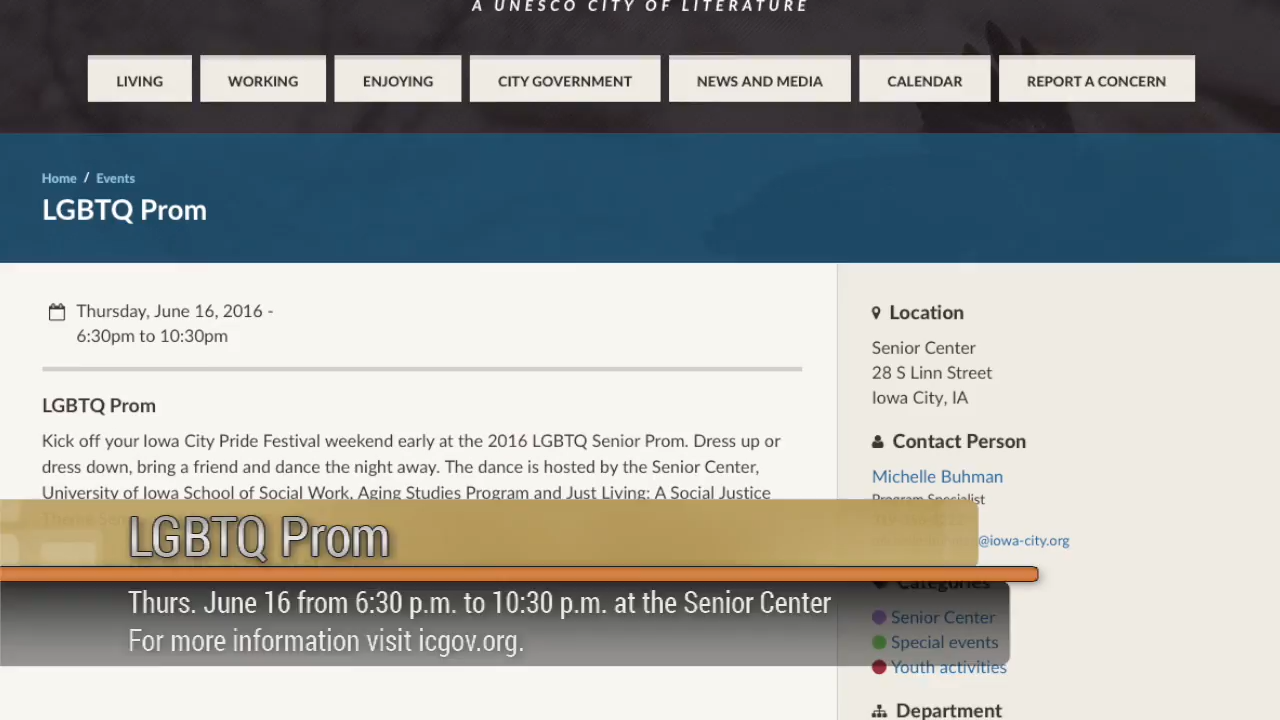 A UNESCO CITY OF LITERATURE
LIVING WORKING ENJOYING CITY GOVERNMENT NEWS AND MEDIA CALENDAR REPORT A CONCERN
Home / Events
LGBTQ Prom
Thursday, June 16, 2016 -
6:30pm to 10:30pm
LGBTQ Prom
Kick off your Iowa City Pride Festival weekend early at the 2016 LGBTQ Senior Prom. Dress up or
dress down, bring a friend and dance the night away. The dance is hosted by the Senior Center,
University of Iowa School of Social Work, Aging Studies Program and Just Living: A Social Justice
Location
Senior Center
28 S Linn Street
Iowa City, IA
Contact Person
Michelle Buhman
Program Specialist
@iowa-city.org
Categories
Senior Center
Special events
Youth activities
Department
LGBTQ Prom
Thurs. June 16 from 6:30 p.m. to 10:30 p.m. at the Senior Center
For more information visit icgov.org.